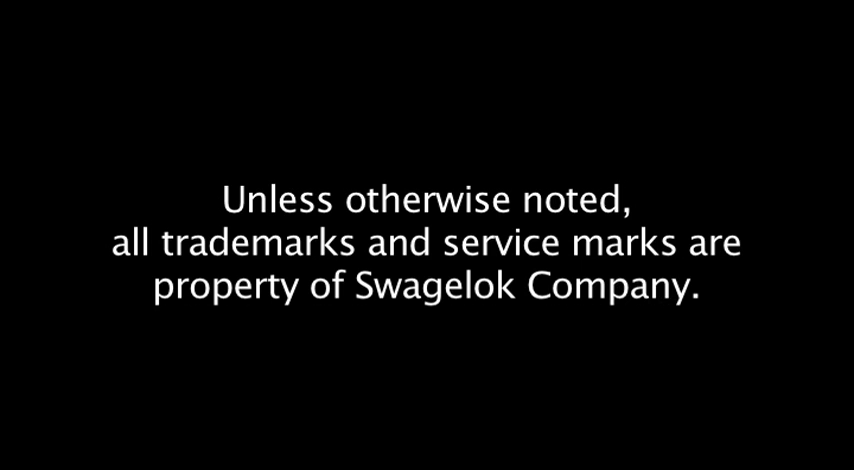 Unless otherwise noted,
all trademarks and service marks are
property of Swagelok Company.